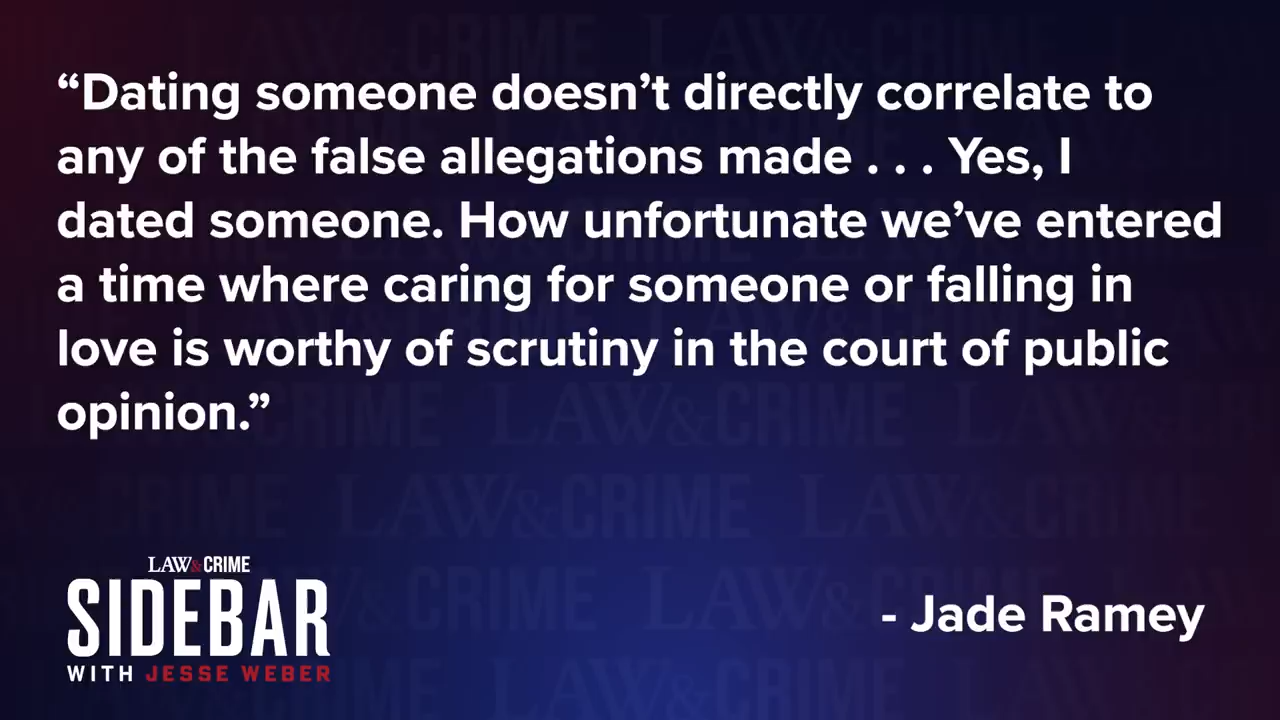 “Dating someone doesn’t directly correlate to
any of the false allegations made . . . Yes, I
dated someone. How unfortunate we’ve entered
a time where caring for someone or falling in
love is worthy of scrutiny in the court of public
opinion.”
LAW&CRIME
SIDEBAR
WITH JESSE WEBER
- Jade Ramey